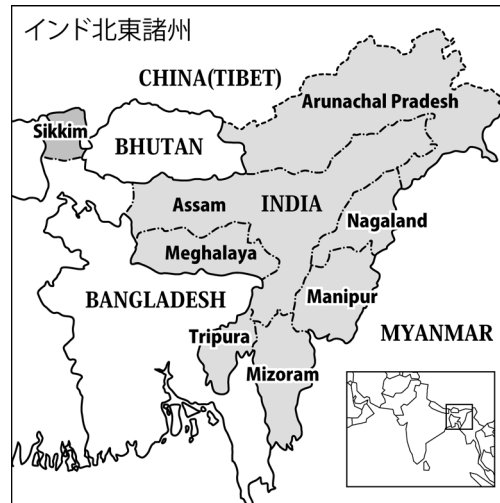 インド北東諸州
CHINA(TIBET)
Arunachal Pradesh
Sikkim
BHUTAN
Assam
INDIA
Nagaland
Meghalaya
BANGLADESH
Manipur
Tripura
MYANMAR
Mizoram